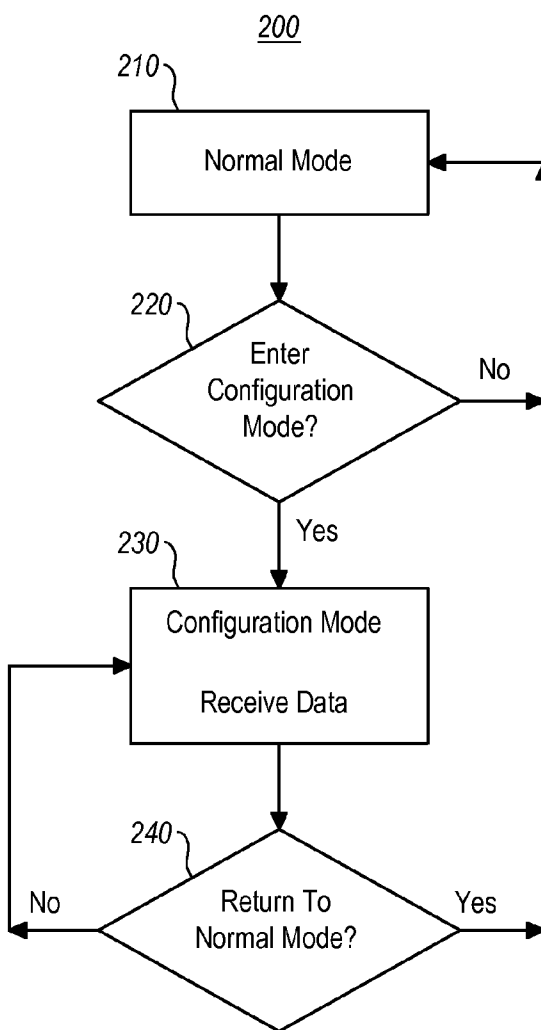 200
210
Normal Mode
220
Enter
Configuration
Mode?
No
Yes
230
Configuration Mode
Receive Data
240
No
Return To
Normal Mode?
Yes